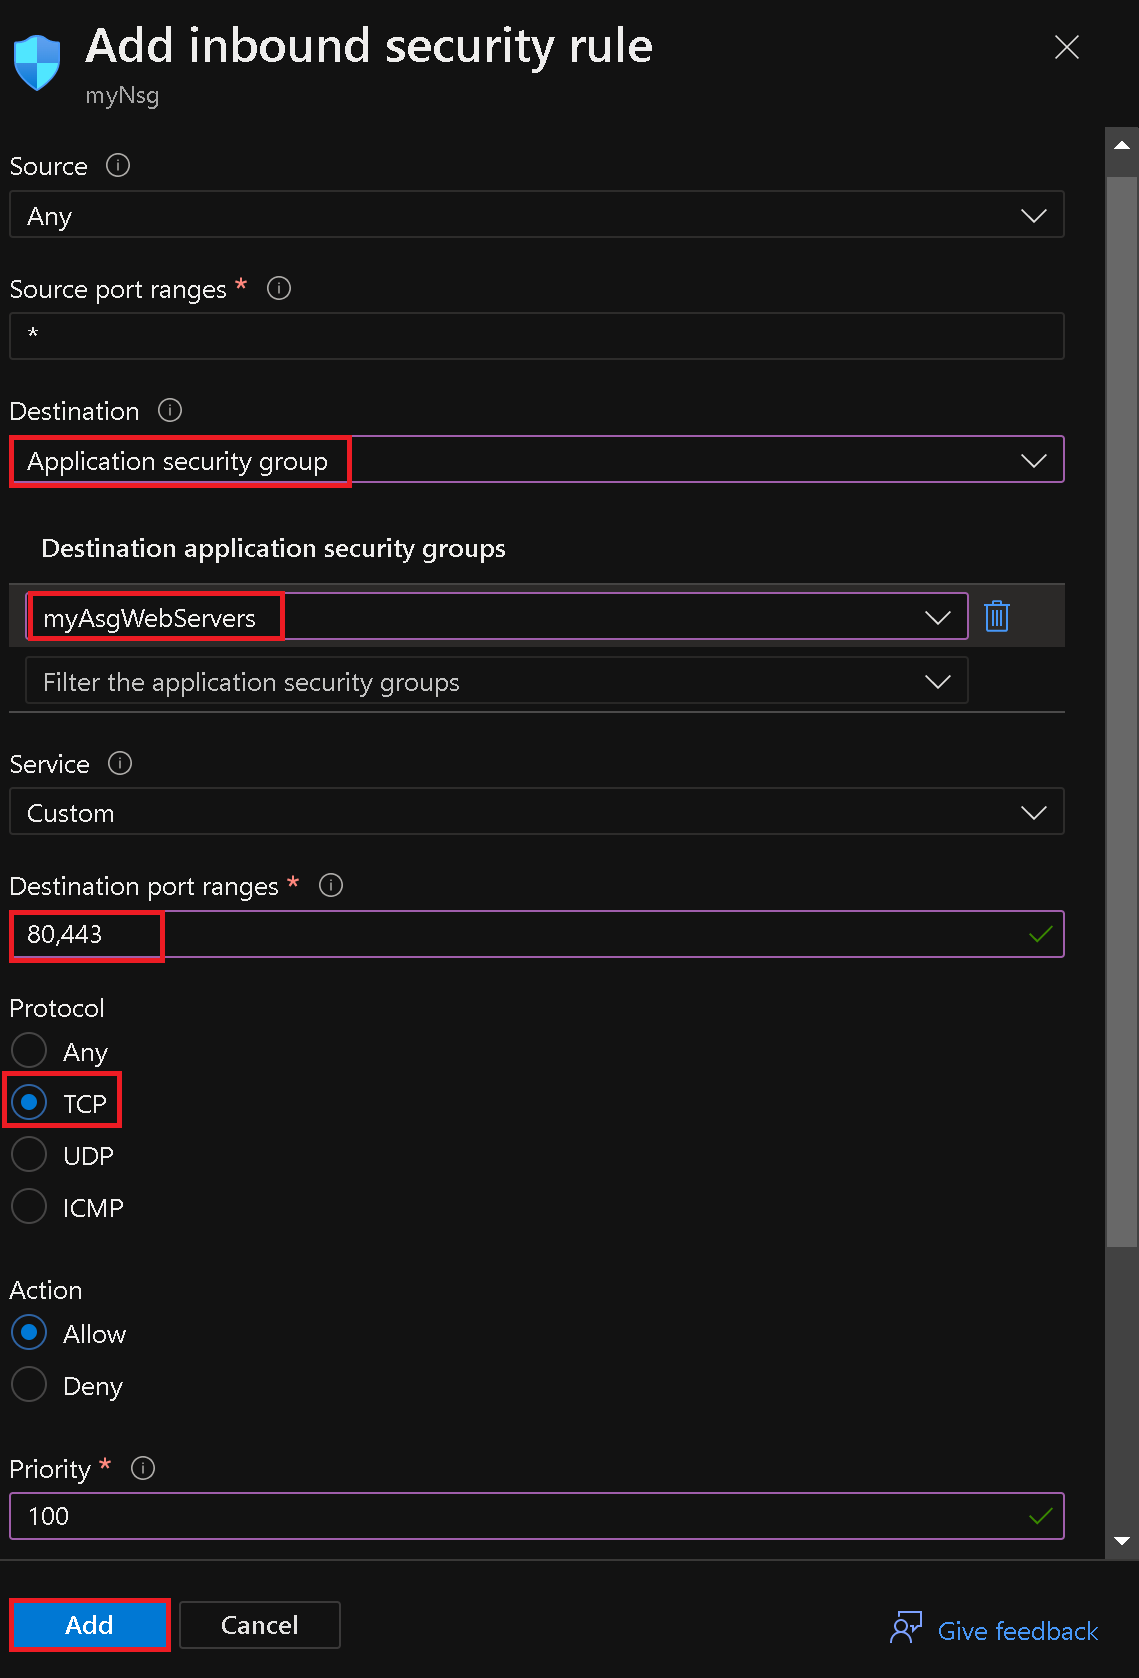 Add inbound security rule
myNsg
Source
Any
Source port ranges *
*
Destination
Application security group
Destination application security groups
myAsgWebServers
Filter the application security groups
Service
Custom
Destination port ranges *
80,443
Protocol
Any
TCP
UDP
ICMP
Action
Allow
Deny
Priority *
100
Add
Cancel
Give feedback